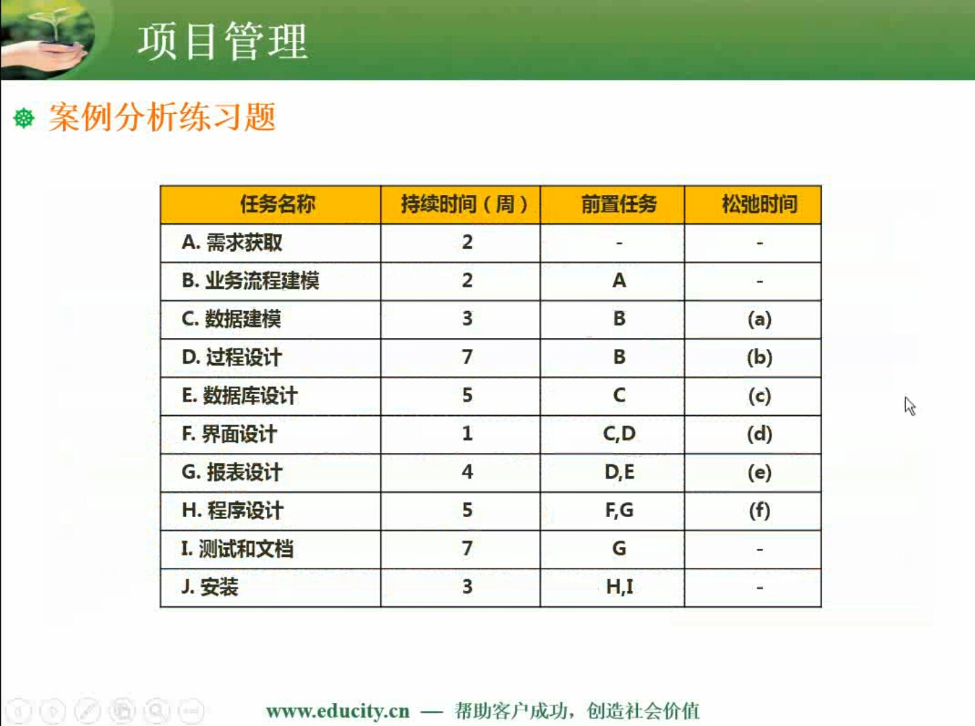 项目管理
案例分析练习题
任务名称 持续时间（周） 前置任务 松弛时间
A. 需求获取 2 - -
B. 业务流程建模 2 A -
C. 数据建模 3 B (a)
D. 过程设计 7 B (b)
E. 数据库设计 5 C (c)
F. 界面设计 1 C,D (d)
G. 报表设计 4 D,E (e)
H. 程序设计 5 F,G (f)
I. 测试和文档 7 G -
J. 安装 3 H,I -
www.educity.cn — 帮助客户成功，创造社会价值